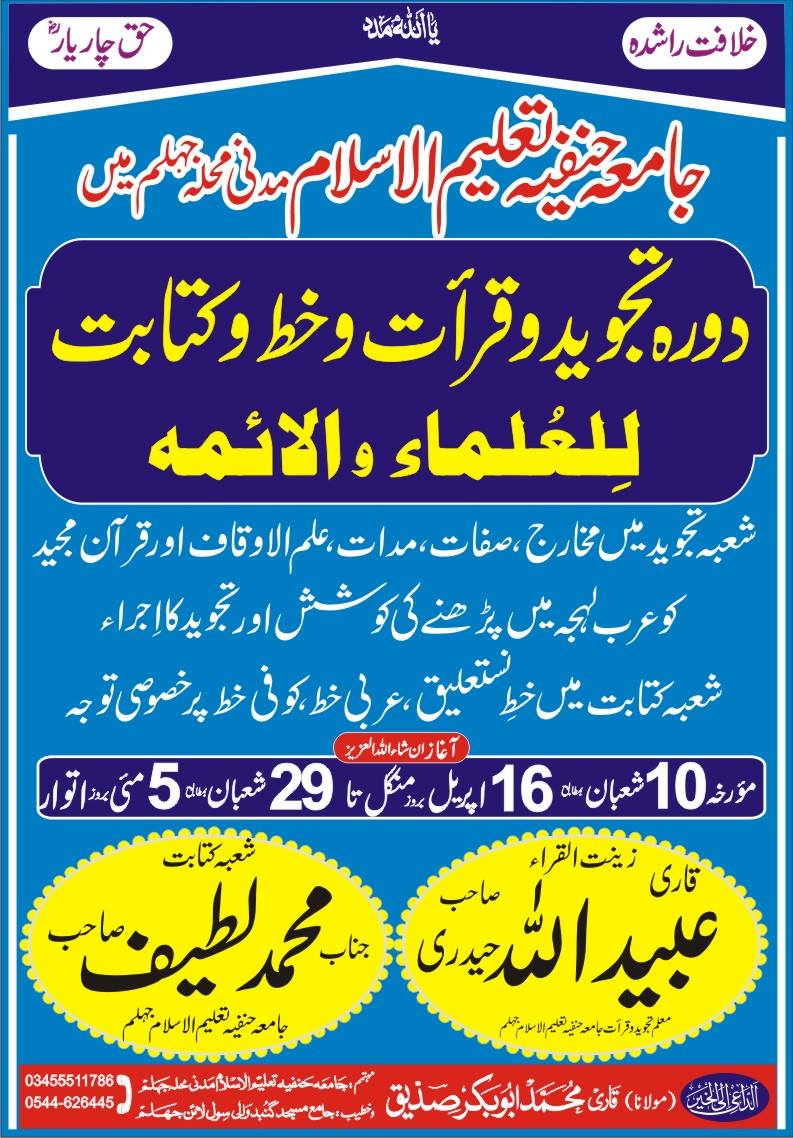 یا اللہ مدد
خلافت راشدہ
حق چار یارؓ
جامعہ حنفیہ تعلیم الاسلام مدنی محلہ جہلم میں
دورہ تجوید و قرأت و خط و کتابت
لِلعُلماء و الائمہ
شعبہ تجوید میں مخارج، صفات، مدات، علم الاوقاف اور قرآن مجید
کو عرب لہجہ میں پڑھنے کی کوشش اور تجوید کا اِجراء
شعبہ کتابت میں خطِ نستعلیق، عربی خط، کوفی خط پر خصوصی توجہ
آغاز ان شاء اللہ العزیز
مؤرخہ 10 شعبان بمطابق 16 اپریل بروز منگل تا 29 شعبان بمطابق 5 مئی بروز اتوار
زینت القراء
قاری عبید اللہ حیدری صاحب
معلم تجوید و قرأت جامعہ حنفیہ تعلیم الاسلام جہلم
شعبہ کتابت
جناب محمد لطیف صاحب
جامعہ حنفیہ تعلیم الاسلام جہلم
الداعی الی الخیر
(مولانا) قاری محمد ابوبکر صدیق
مہتمم: جامعہ حنفیہ تعلیم الاسلام مدنی محلہ جہلم
وخطیب: جامع مسجد گنبد والی سول لائن جہلم
03455511786
0544-626445